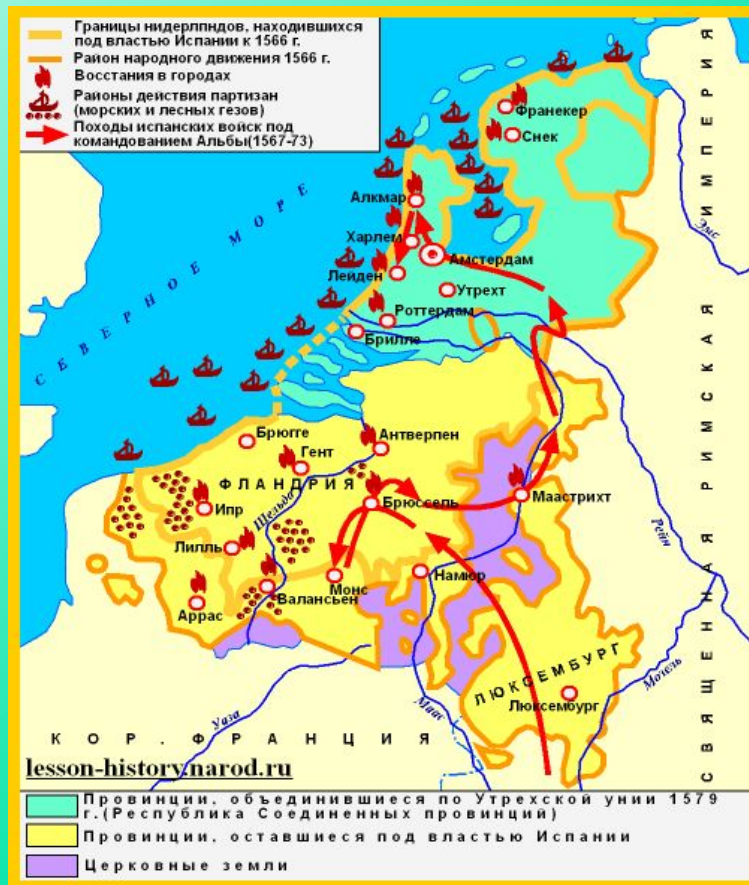 Границы нидерлпндов, находившихся
под властью Испании к 1566 г.
Район народного движения 1566 г.
Восстания в городах
Районы действия партизан
(морских и лесных гезов)
Походы испанских войск под
командованием Альбы(1567-73)
СЕВЕРНОЕ МОРЕ
СВЯЩЕННАЯ РИМСКАЯ ИМПЕРИЯ
Франекер
Снек
Эмс
Алкмар
Харлем
Амстердам
Лейден
Утрехт
Роттердам
Брилле
Брюгге
Антверпен
Гент
ФЛАНДРИЯ
Шельда
Брюссель
Маастрихт
Рейн
Ипр
Лилль
Монс
Намюр
Валансьен
Аррас
ЛЮКСЕМБУРГ
Люксембург
Мозель
Маас
Уаза
КОР. ФРАНЦИЯ
lesson-history.narod.ru
Провинции, объединившиеся по Утрехской унии 1579
г.(Республика Соединенных провинций)
Провинции, оставшиеся под властью Испании
Церковные земли